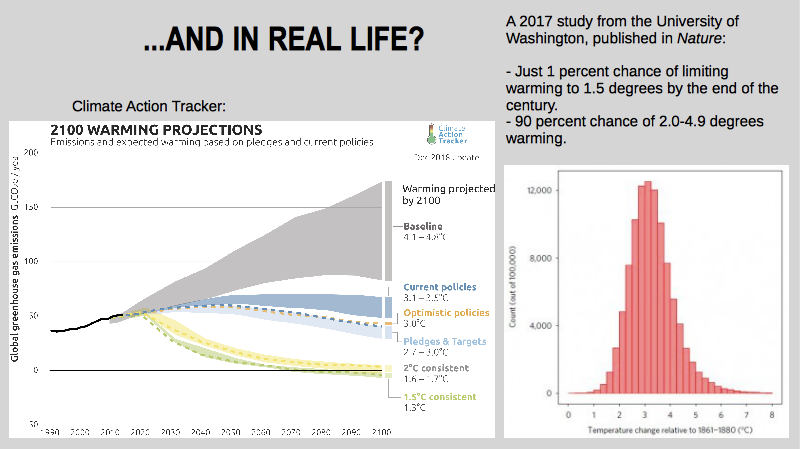 ...AND IN REAL LIFE?
Climate Action Tracker:
2100 WARMING PROJECTIONS
Emissions and expected warming based on pledges and current policies
Climate
Action
Tracker
Dec 2018 update
Global greenhouse gas emissions GtCO₂e / year
200
150
100
50
0
-50
1990 2000 2010 2020 2030 2040 2050 2060 2070 2080 2090 2100
Warming projected
by 2100
Baseline
4.1 – 4.8°C
Current policies
3.1 – 3.5°C
Optimistic policies
3.0°C
Pledges & Targets
2.7 – 3.0°C
2°C consistent
1.6 – 1.7°C
1.5°C consistent
1.3°C
A 2017 study from the University of
Washington, published in Nature:
- Just 1 percent chance of limiting
warming to 1.5 degrees by the end of the
century.
- 90 percent chance of 2.0-4.9 degrees
warming.
Count (out of 100,000)
12,000
8,000
4,000
0
0 1 2 3 4 5 6 7 8
Temperature change relative to 1861–1880 (°C)